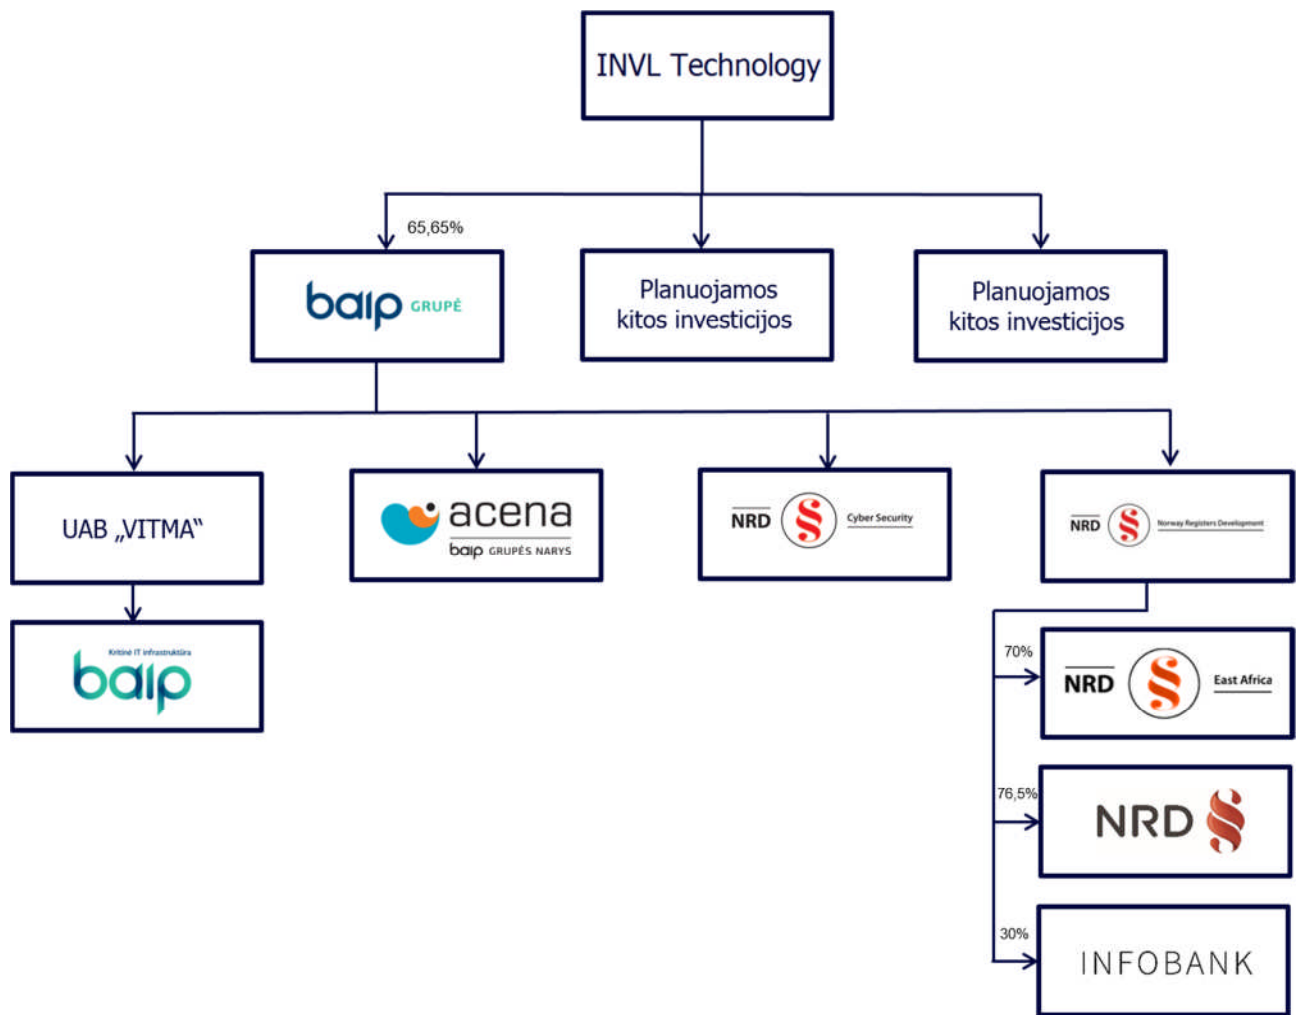 INVL Technology
65,65%
baip GRUPĖ
Planuojamos
kitos investicijos
Planuojamos
kitos investicijos
UAB „VITMA“
acena
baip GRUPĖS NARYS
NRD Cyber Security
NRD Norway Registers Development
Kritinė IT infrastruktūra
baip
70%
NRD East Africa
76,5%
NRD
30%
INFOBANK